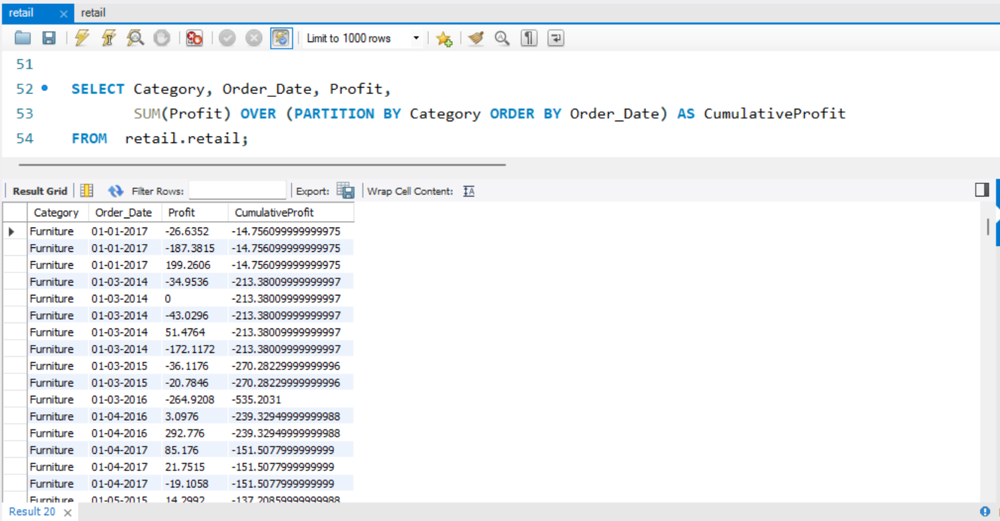 retail × retail
Limit to 1000 rows
51
52 SELECT Category, Order_Date, Profit,
53 SUM(Profit) OVER (PARTITION BY Category ORDER BY Order_Date) AS CumulativeProfit
54 FROM retail.retail;
Result Grid Filter Rows: Export: Wrap Cell Content: IA
Category Order_Date Profit CumulativeProfit
Furniture 01-01-2017 -26.6352 -14.756099999999975
Furniture 01-01-2017 -187.3815 -14.756099999999975
Furniture 01-01-2017 199.2606 -14.756099999999975
Furniture 01-03-2014 -34.9536 -213.38009999999997
Furniture 01-03-2014 0 -213.38009999999997
Furniture 01-03-2014 -43.0296 -213.38009999999997
Furniture 01-03-2014 51.4764 -213.38009999999997
Furniture 01-03-2014 -172.1172 -213.38009999999997
Furniture 01-03-2015 -36.1176 -270.28229999999996
Furniture 01-03-2015 -20.7846 -270.28229999999996
Furniture 01-03-2016 -264.9208 -535.2031
Furniture 01-04-2016 3.0976 -239.32949999999988
Furniture 01-04-2016 292.776 -239.32949999999988
Furniture 01-04-2017 85.176 -151.5077999999999
Furniture 01-04-2017 21.7515 -151.5077999999999
Furniture 01-04-2017 -19.1058 -151.5077999999999
Furniture 01-05-2015 14.2992 -137.20859999999988
Result 20 ×